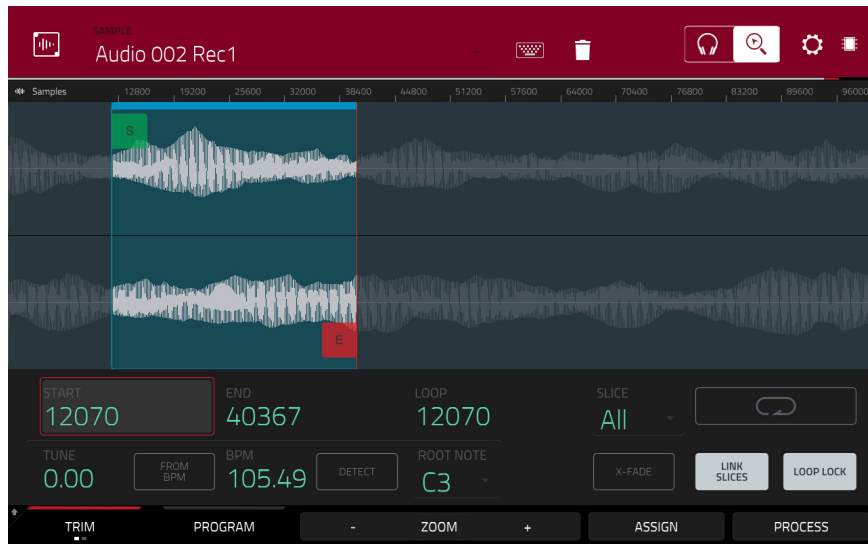 SAMPLE
Audio 002 Rec1
Samples 12800 19200 25600 32000 38400 44800 51200 57600 64000 70400 76800 83200 89600 96000
S
E
START END LOOP SLICE
12070 40367 12070 All
TUNE BPM ROOT NOTE
0.00 FROM BPM 105.49 DETECT C3 X-FADE LINK SLICES LOOP LOCK
TRIM PROGRAM - ZOOM + ASSIGN PROCESS